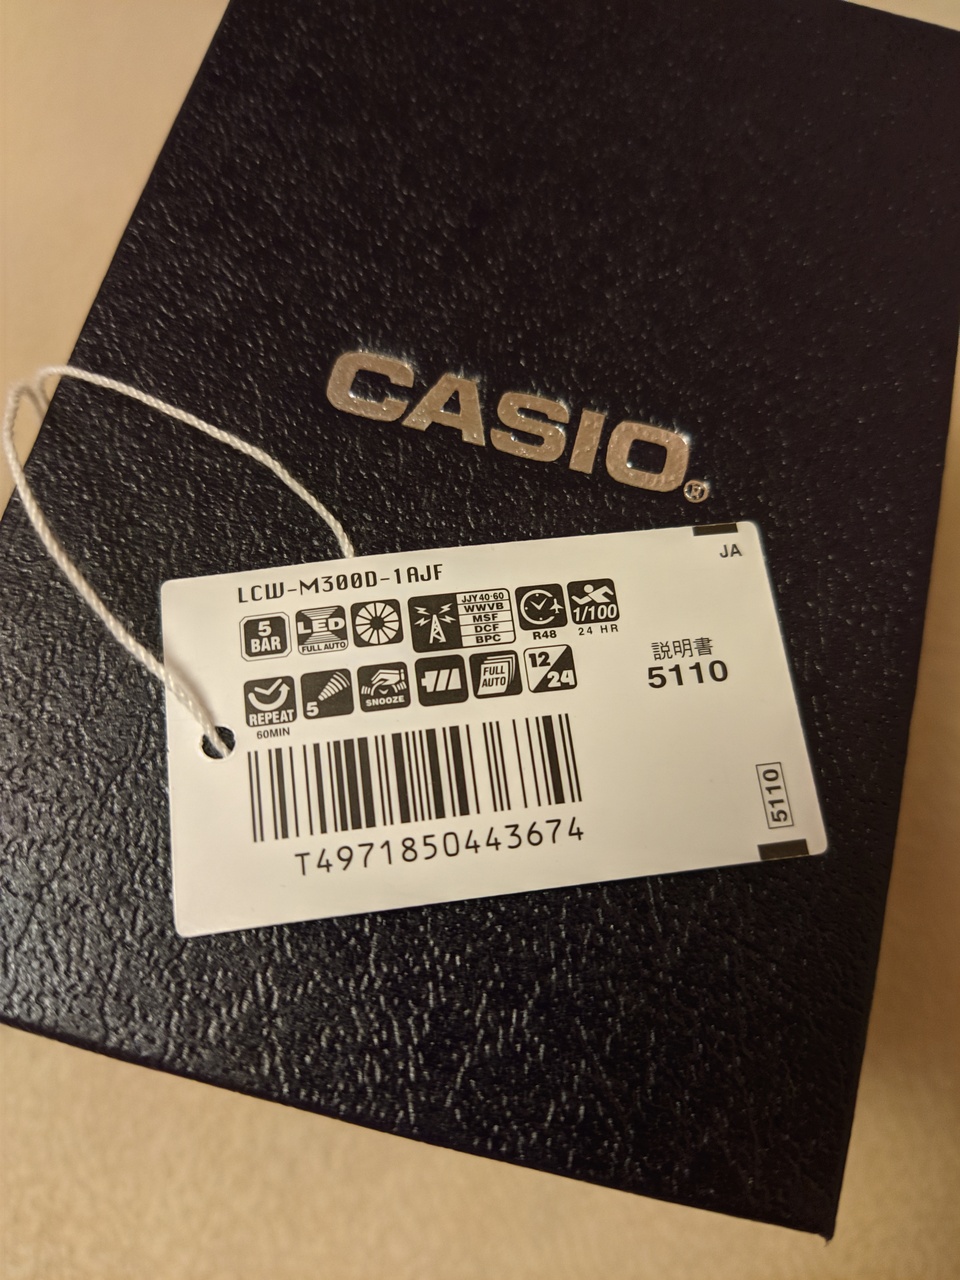 CASIO®
LCW-M300D-1AJF
JA
5 BAR
LED FULL AUTO
JJY40·60
WWVB
MSF
DCF
BPC
R48
1/100
24 HR
REPEAT
60MIN
5
SNOOZE
FULL AUTO
12/24
説明書
5110
5110
T4971850443674